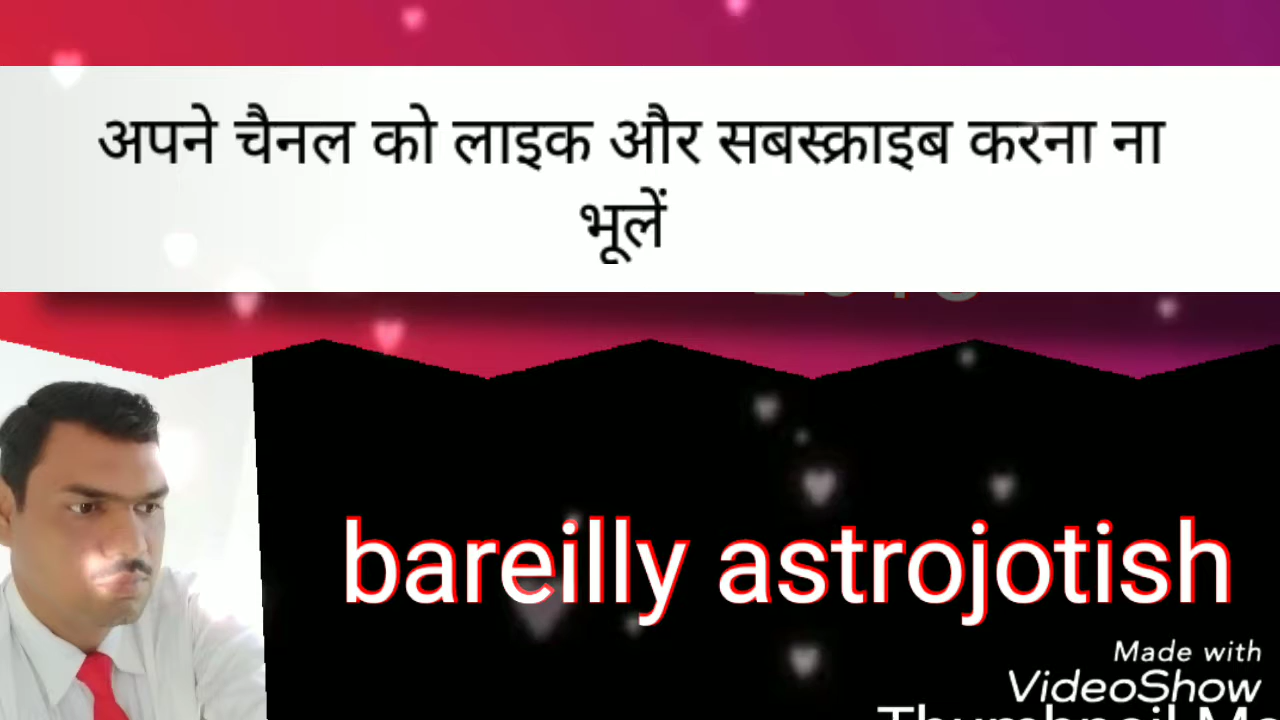 अपने चैनल को लाइक और सबस्क्राइब करना ना
भूलें
bareilly astrojotish
Made with
VideoShow